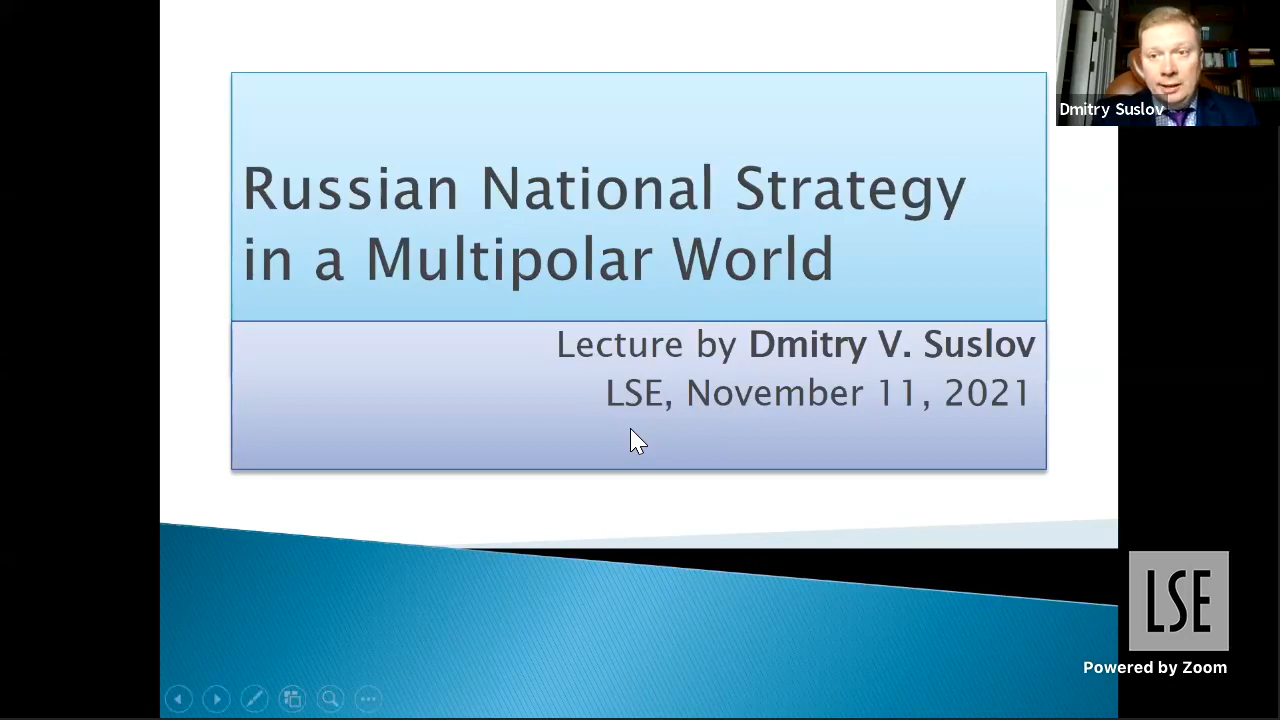 Russian National Strategy
in a Multipolar World
Lecture by Dmitry V. Suslov
LSE, November 11, 2021
Dmitry Suslov
LSE
Powered by Zoom